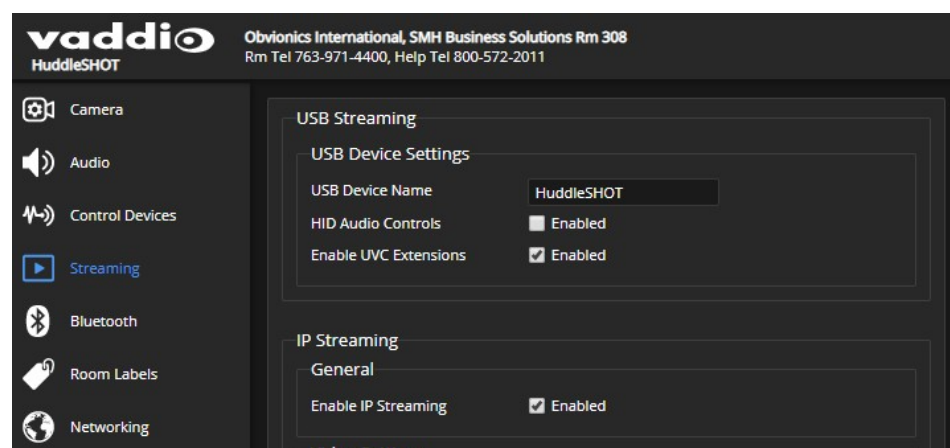 vaddio
HuddleSHOT
Obvionics International, SMH Business Solutions Rm 308
Rm Tel 763-971-4400, Help Tel 800-572-2011
Camera
Audio
Control Devices
Streaming
Bluetooth
Room Labels
Networking
USB Streaming
USB Device Settings
USB Device Name HuddleSHOT
HID Audio Controls Enabled
Enable UVC Extensions Enabled
IP Streaming
General
Enable IP Streaming Enabled